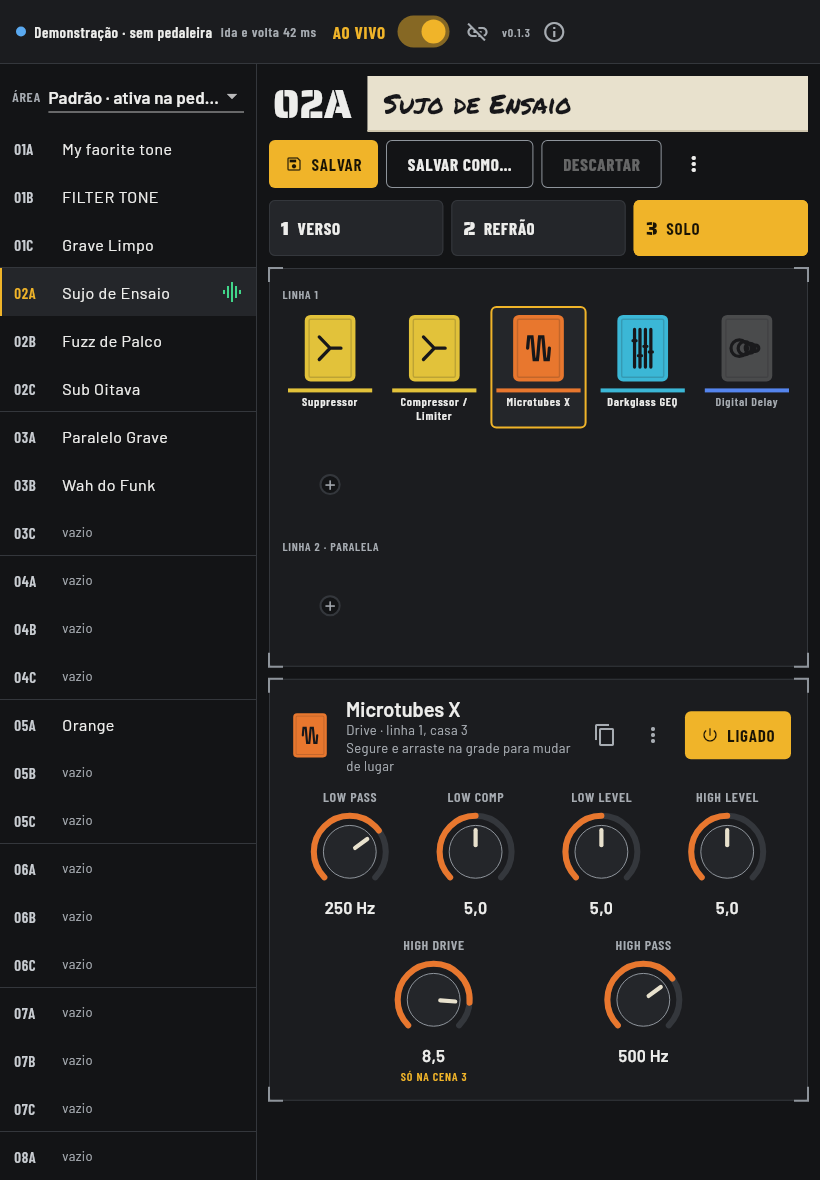 Demonstração · sem pedaleira Ida e volta 42 ms AO VIVO v0.1.3
ÁREA Padrão · ativa na ped...
01A My faorite tone
01B FILTER TONE
01C Grave Limpo
02A Sujo de Ensaio
02B Fuzz de Palco
02C Sub Oitava
03A Paralelo Grave
03B Wah do Funk
03C vazio
04A vazio
04B vazio
04C vazio
05A Orange
05B vazio
05C vazio
06A vazio
06B vazio
06C vazio
07A vazio
07B vazio
07C vazio
08A vazio
02A Sujo de Ensaio
SALVAR SALVAR COMO... DESCARTAR
1 VERSO 2 REFRÃO 3 SOLO
LINHA 1
Suppressor Compressor / Limiter Microtubes X Darkglass GEQ Digital Delay
LINHA 2 · PARALELA
Microtubes X
Drive · linha 1, casa 3
Segure e arraste na grade para mudar
de lugar
LIGADO
LOW PASS LOW COMP LOW LEVEL HIGH LEVEL
250 Hz 5,0 5,0 5,0
HIGH DRIVE HIGH PASS
8,5 500 Hz
SÓ NA CENA 3